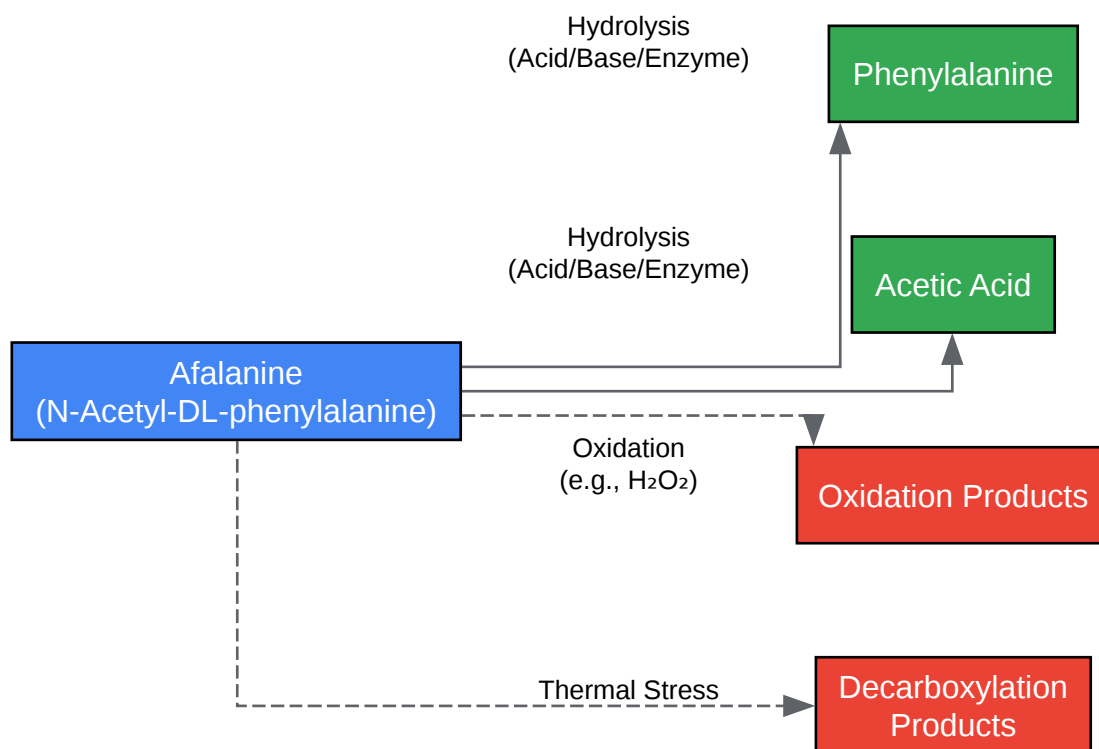 Hydrolysis
(Acid/Base/Enzyme)
Phenylalanine
Hydrolysis
(Acid/Base/Enzyme)
Acetic Acid
Afalanine
(N-Acetyl-DL-phenylalanine)
Oxidation
(e.g., H₂O₂)
Oxidation Products
Thermal Stress
Decarboxylation
Products